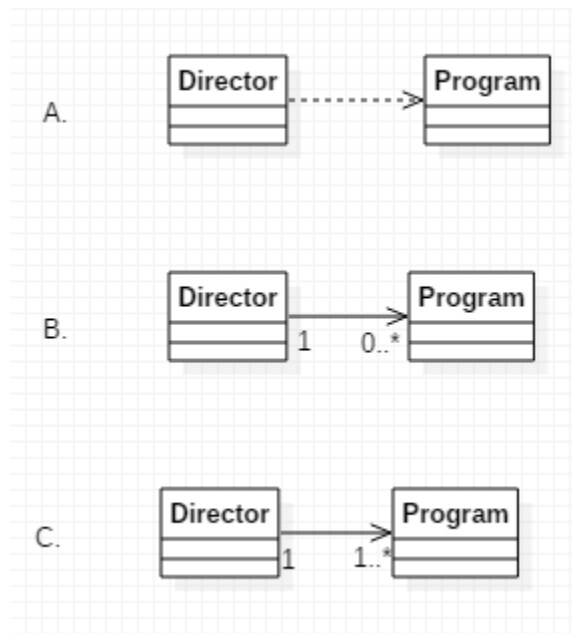 Director Program
A.
Director Program
B.
1 0..*
Director Program
C.
1 1..*